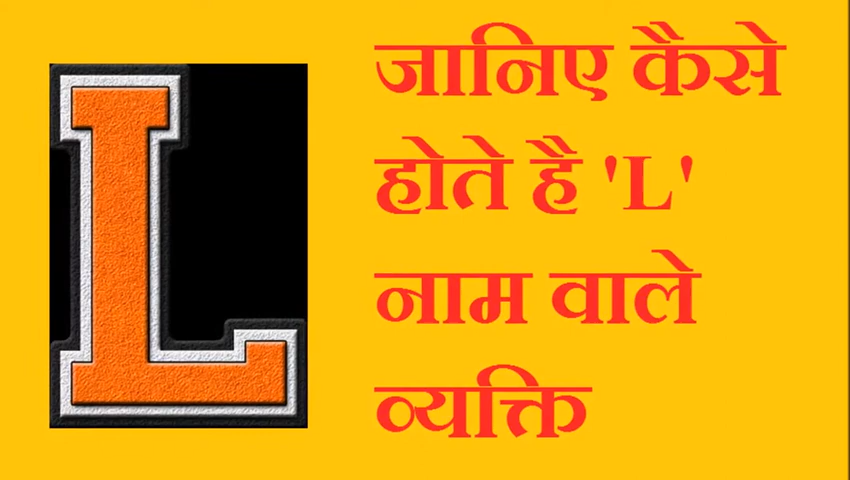 L
जानिए कैसे
होते है 'L'
नाम वाले
व्यक्ति